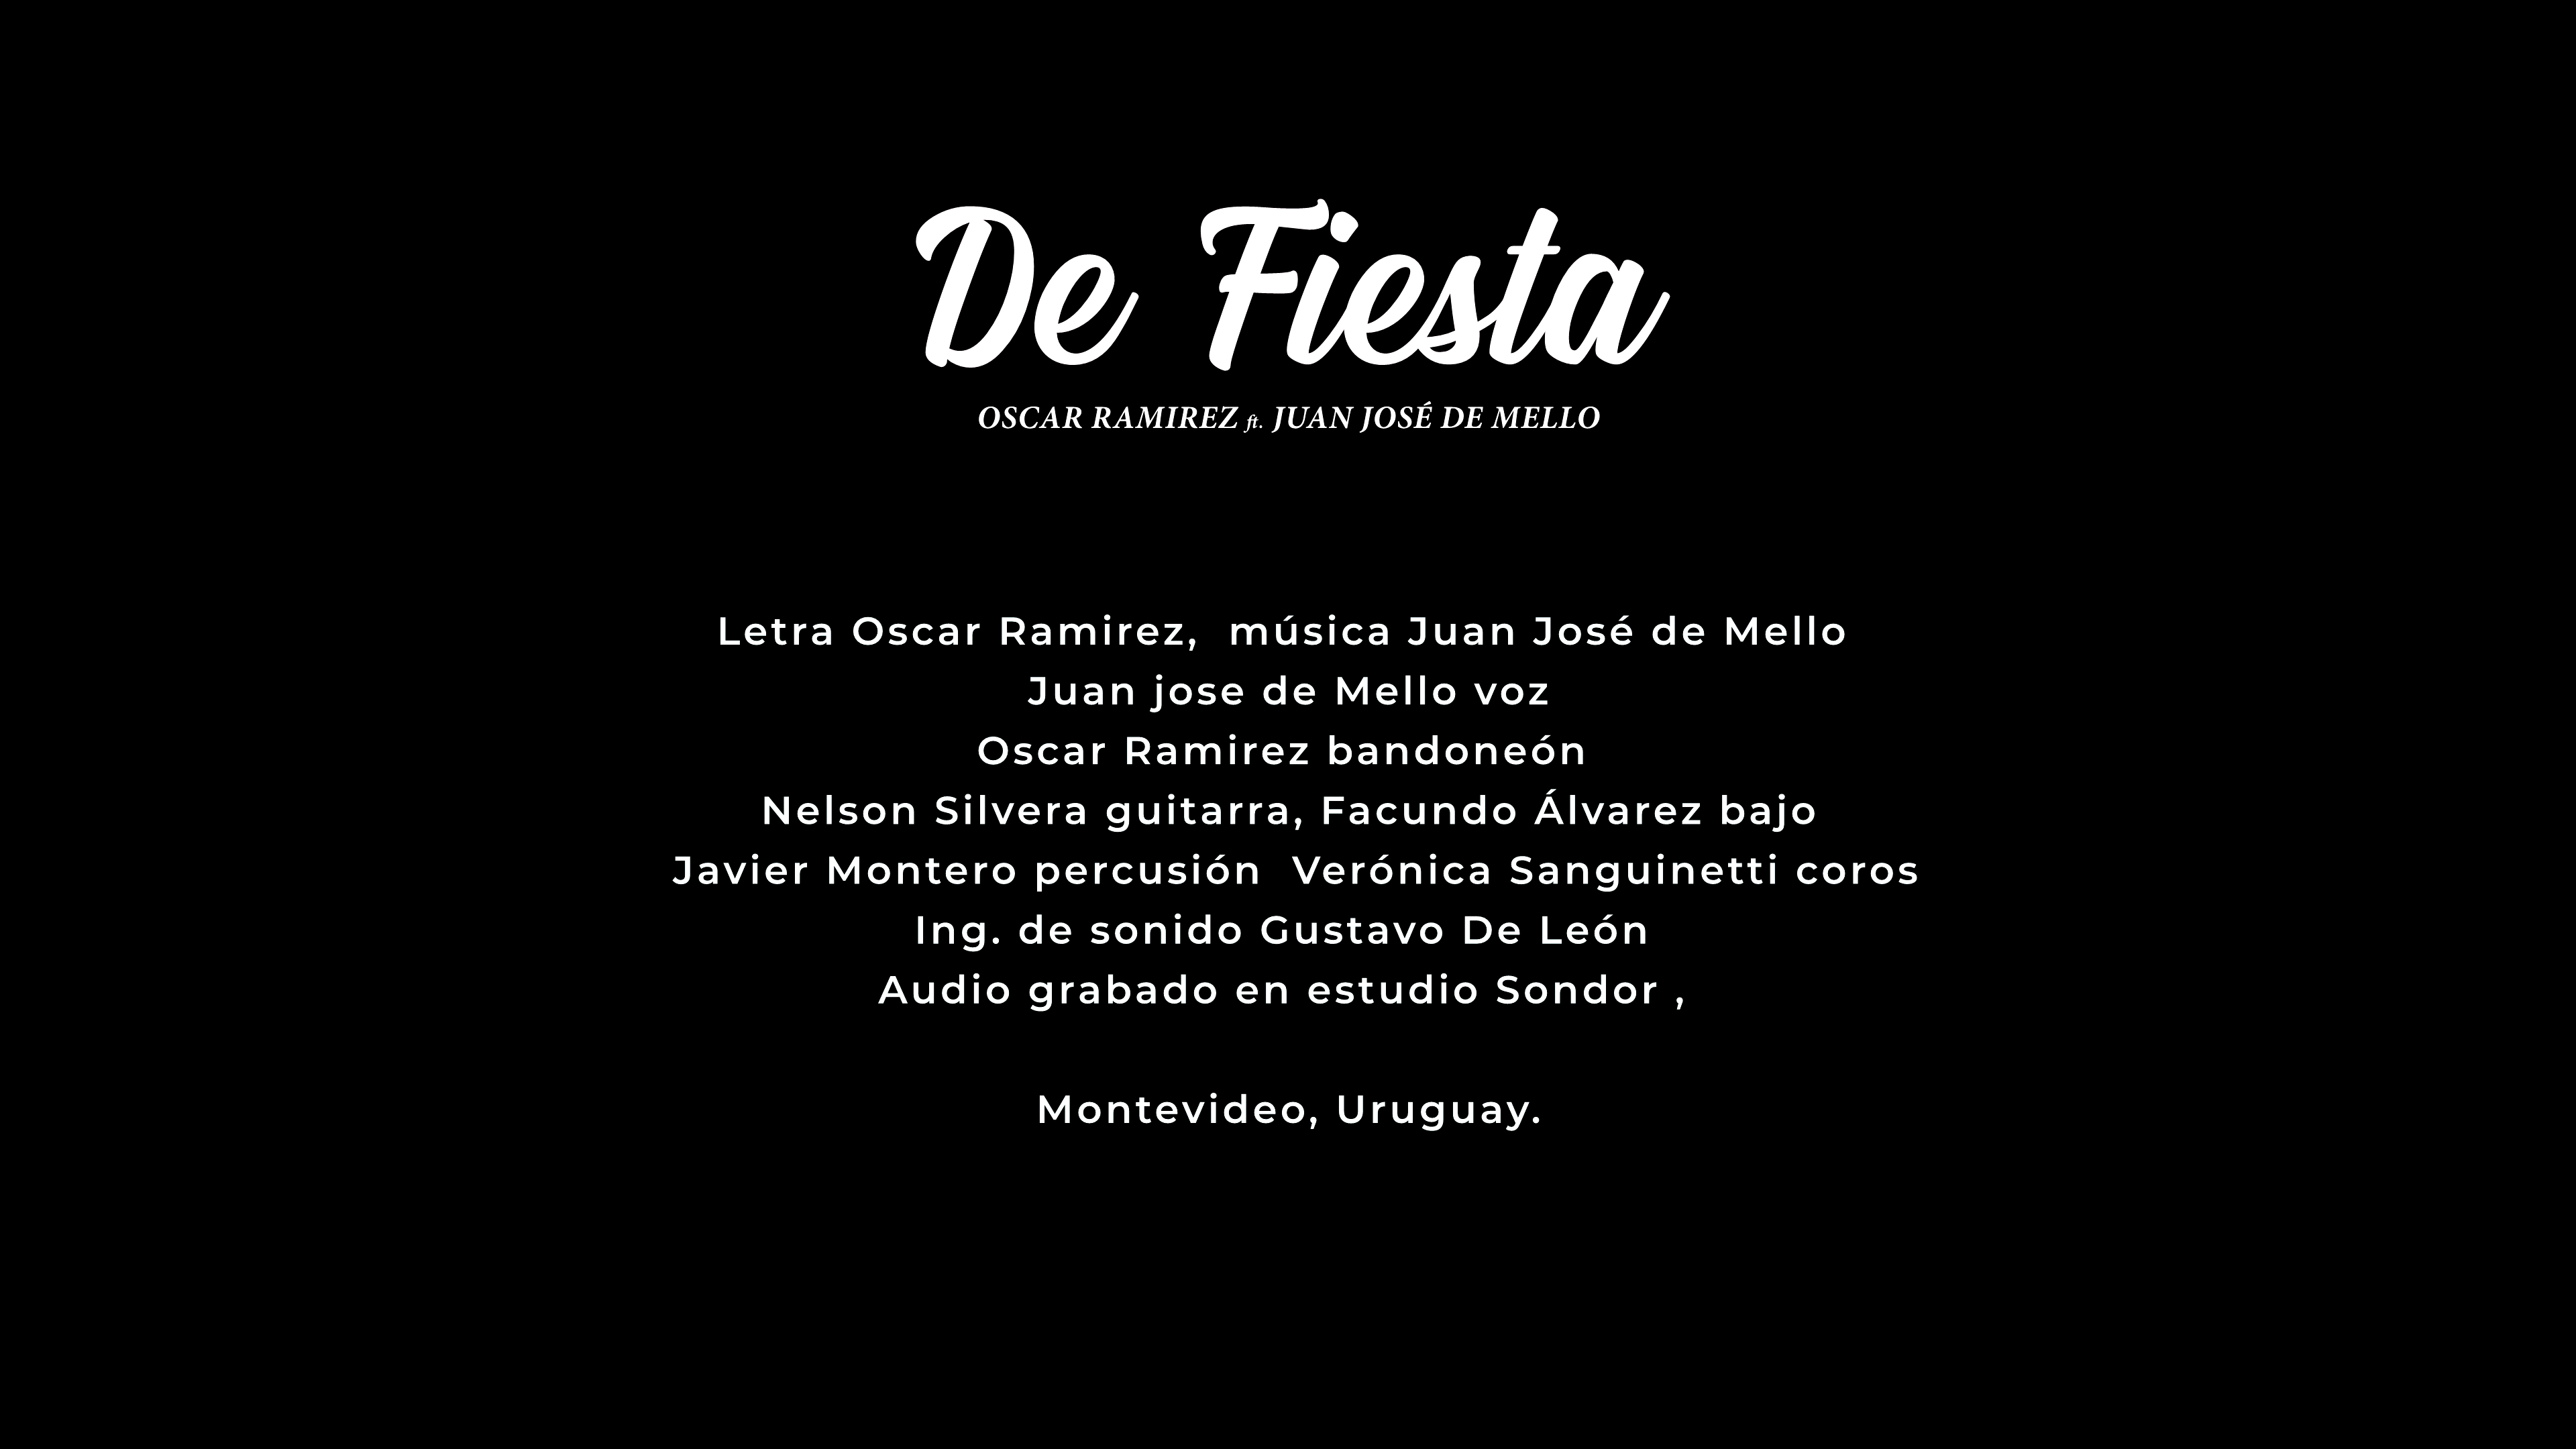 De Fiesta
OSCAR RAMIREZ ft. JUAN JOSÉ DE MELLO
Letra Oscar Ramirez,  música Juan José de Mello
Juan jose de Mello voz
Oscar Ramirez bandoneón
Nelson Silvera guitarra, Facundo Álvarez bajo
Javier Montero percusión  Verónica Sanguinetti coros
Ing. de sonido Gustavo De León
Audio grabado en estudio Sondor ,
Montevideo, Uruguay.